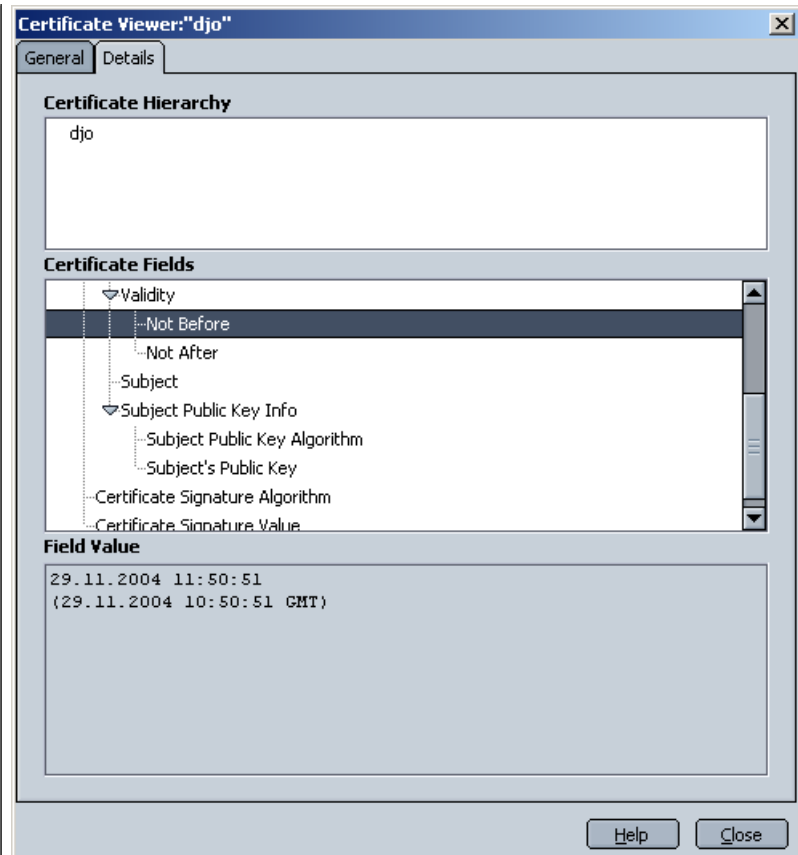 Certificate Viewer:"djo"
General Details
Certificate Hierarchy
djo
Certificate Fields
Validity
Not Before
Not After
Subject
Subject Public Key Info
Subject Public Key Algorithm
Subject's Public Key
Certificate Signature Algorithm
Certificate Signature Value
Field Value
29.11.2004 11:50:51
(29.11.2004 10:50:51 GMT)
Help Close